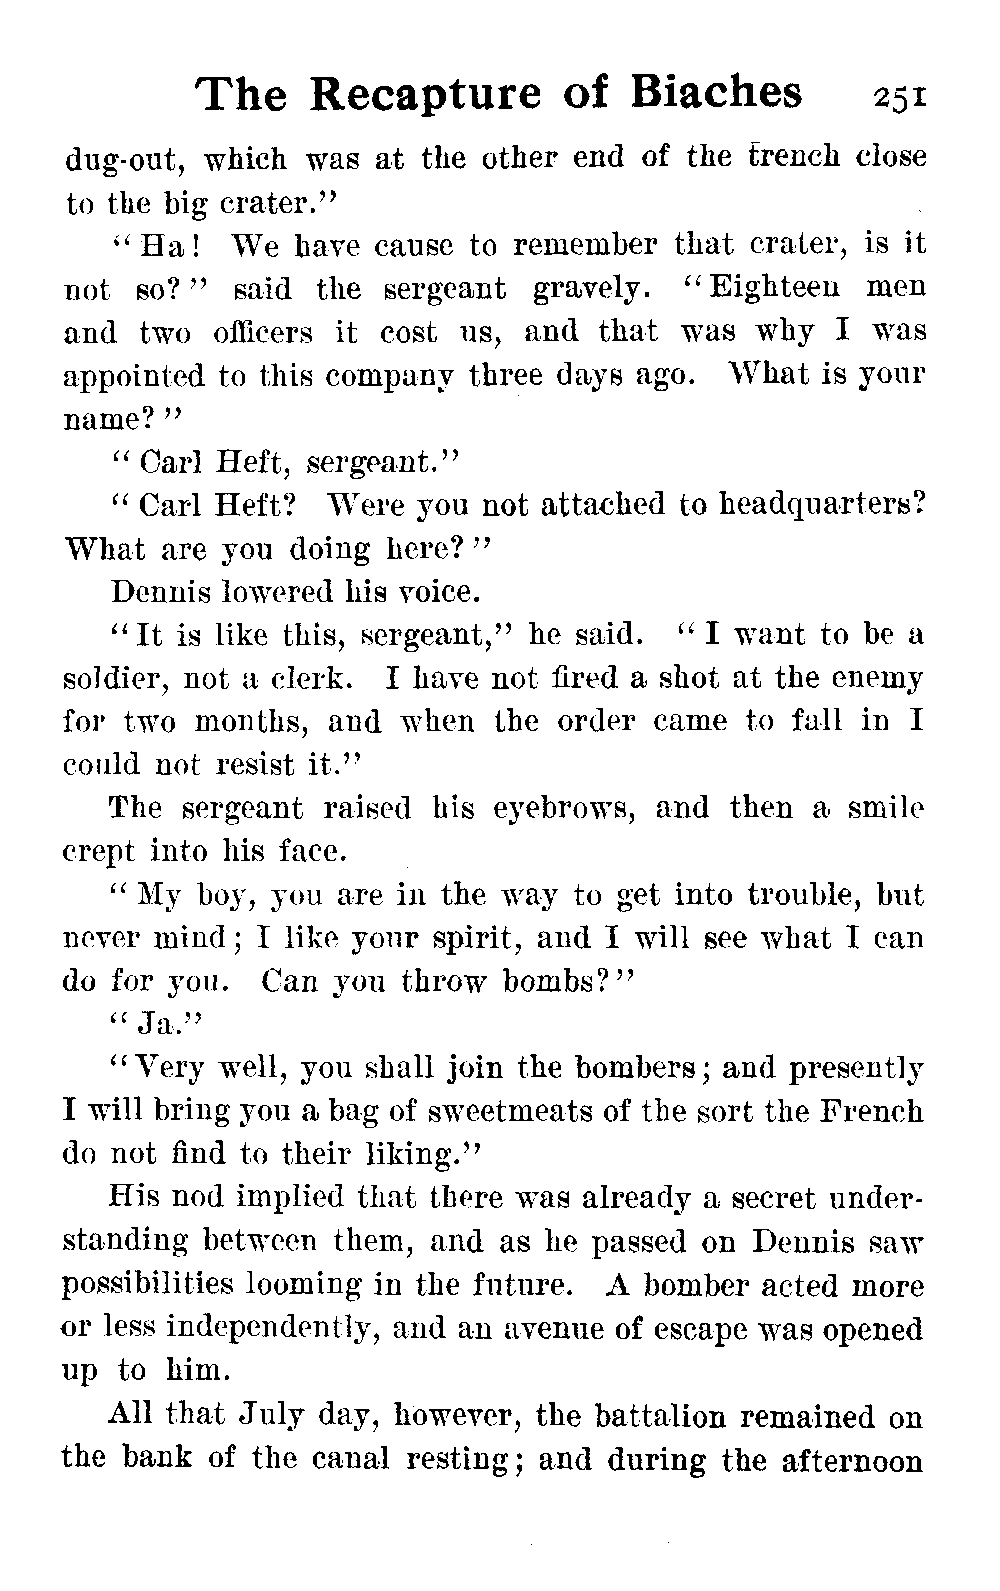 The Recapture of Biaches 251
dug-out, which was at the other end of the trench close
to the big crater."
"Ha! We have cause to remember that crater, is it
not so?" said the sergeant gravely. "Eighteen men
and two officers it cost us, and that was why I was
appointed to this company three days ago. What is your
name?"
"Carl Heft, sergeant."
"Carl Heft? Were you not attached to headquarters?
What are you doing here?"
Dennis lowered his voice.
"It is like this, sergeant," he said. "I want to be a
soldier, not a clerk. I have not fired a shot at the enemy
for two months, and when the order came to fall in I
could not resist it."
The sergeant raised his eyebrows, and then a smile
crept into his face.
"My boy, you are in the way to get into trouble, but
never mind; I like your spirit, and I will see what I can
do for you. Can you throw bombs?"
"Ja."
"Very well, you shall join the bombers; and presently
I will bring you a bag of sweetmeats of the sort the French
do not find to their liking."
His nod implied that there was already a secret under-
standing between them, and as he passed on Dennis saw
possibilities looming in the future. A bomber acted more
or less independently, and an avenue of escape was opened
up to him.
All that July day, however, the battalion remained on
the bank of the canal resting; and during the afternoon